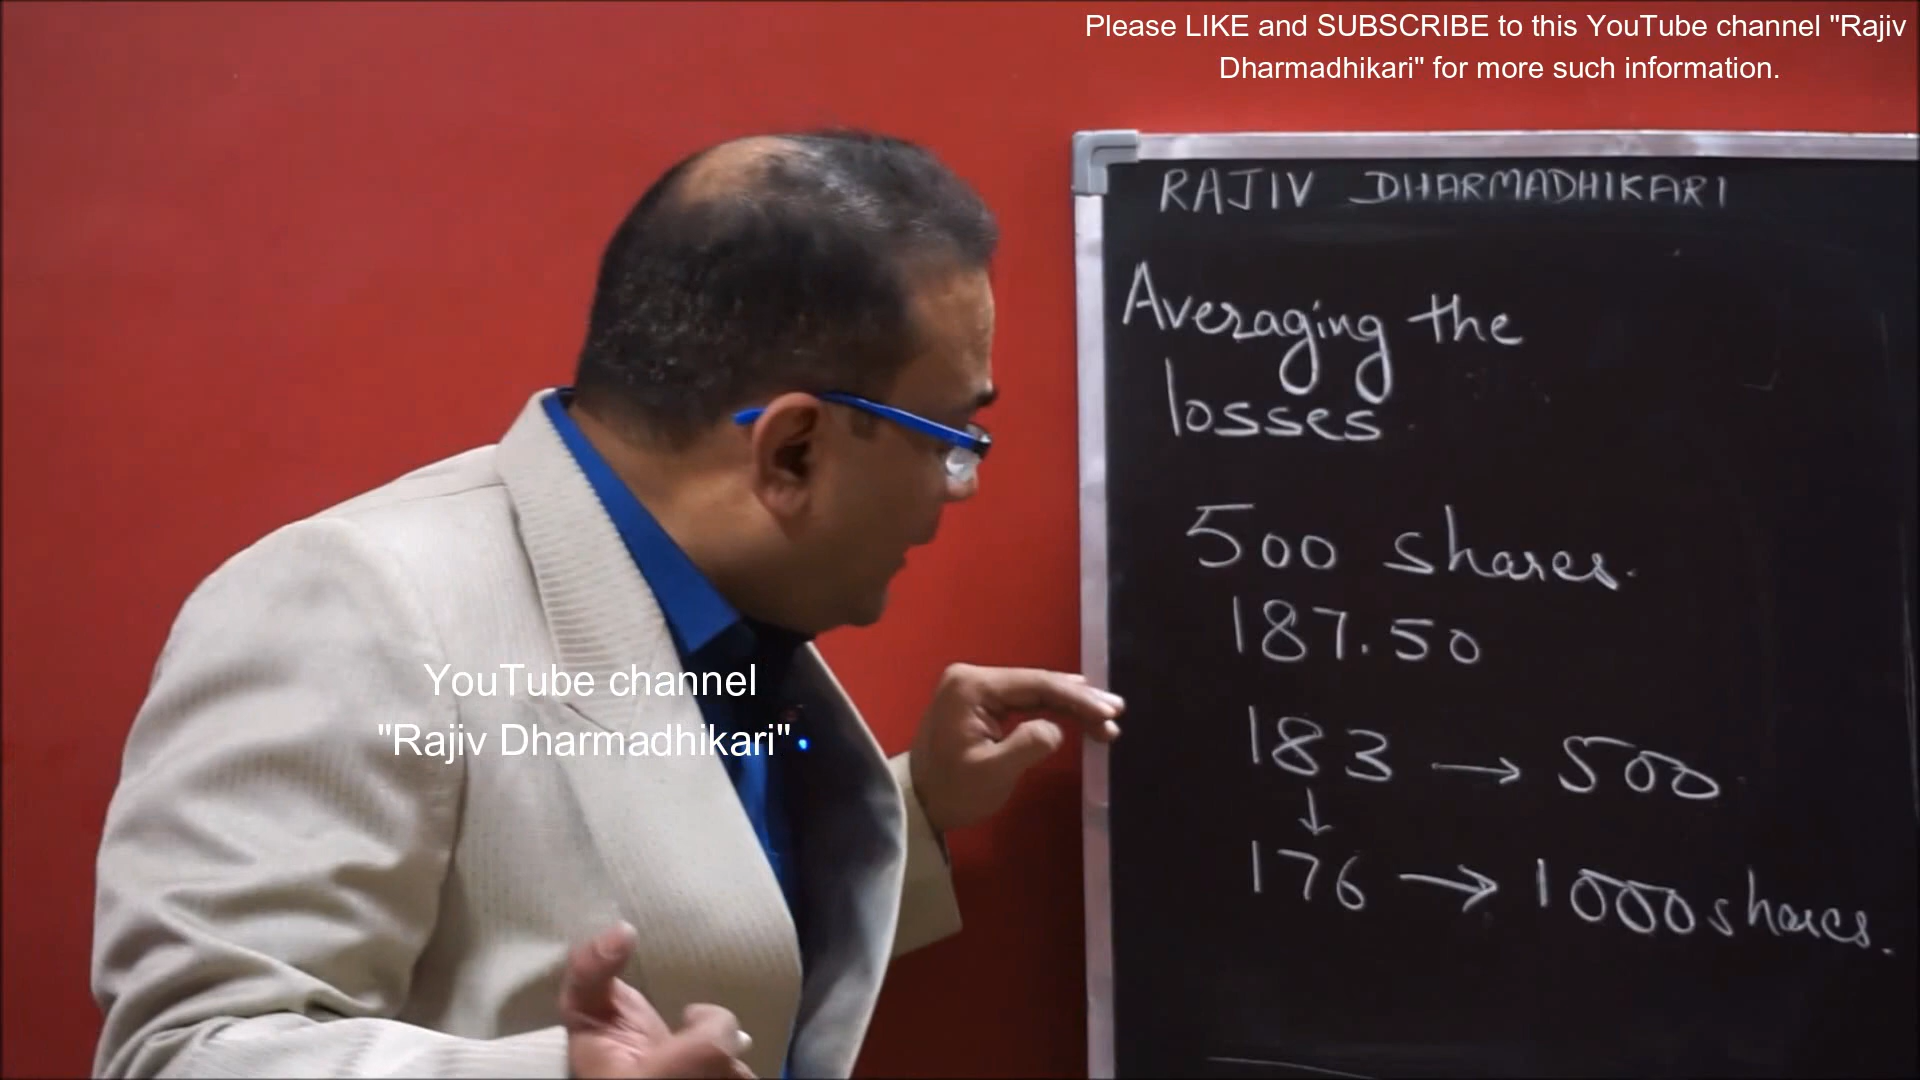 Please LIKE and SUBSCRIBE to this YouTube channel "Rajiv
Dharmadhikari" for more such information.
RAJIV DHARMADHIKARI
Averaging the
losses
500 shares.
187.50
183 → 500
↓
176 → 1000 shares.
YouTube channel
"Rajiv Dharmadhikari"